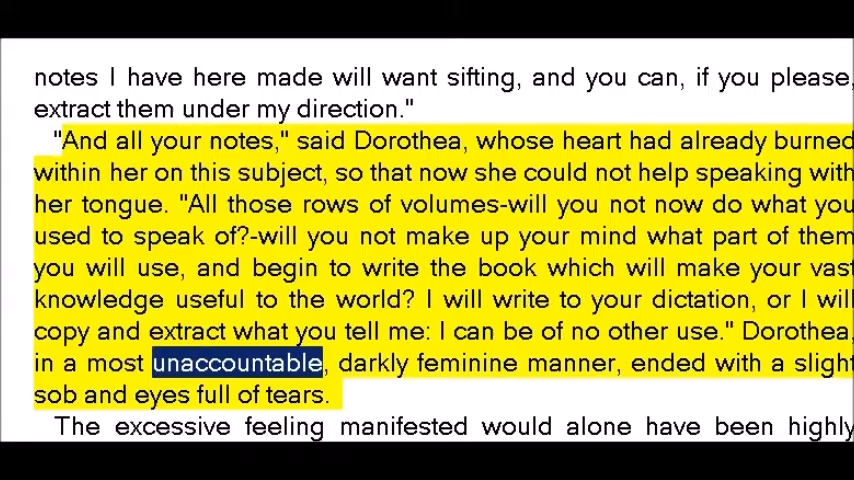 notes I have here made will want sifting, and you can, if you please,
extract them under my direction."
"And all your notes," said Dorothea, whose heart had already burned
within her on this subject, so that now she could not help speaking with
her tongue. "All those rows of volumes-will you not now do what you
used to speak of?-will you not make up your mind what part of them
you will use, and begin to write the book which will make your vast
knowledge useful to the world? I will write to your dictation, or I will
copy and extract what you tell me: I can be of no other use." Dorothea,
in a most unaccountable, darkly feminine manner, ended with a slight
sob and eyes full of tears.
The excessive feeling manifested would alone have been highly